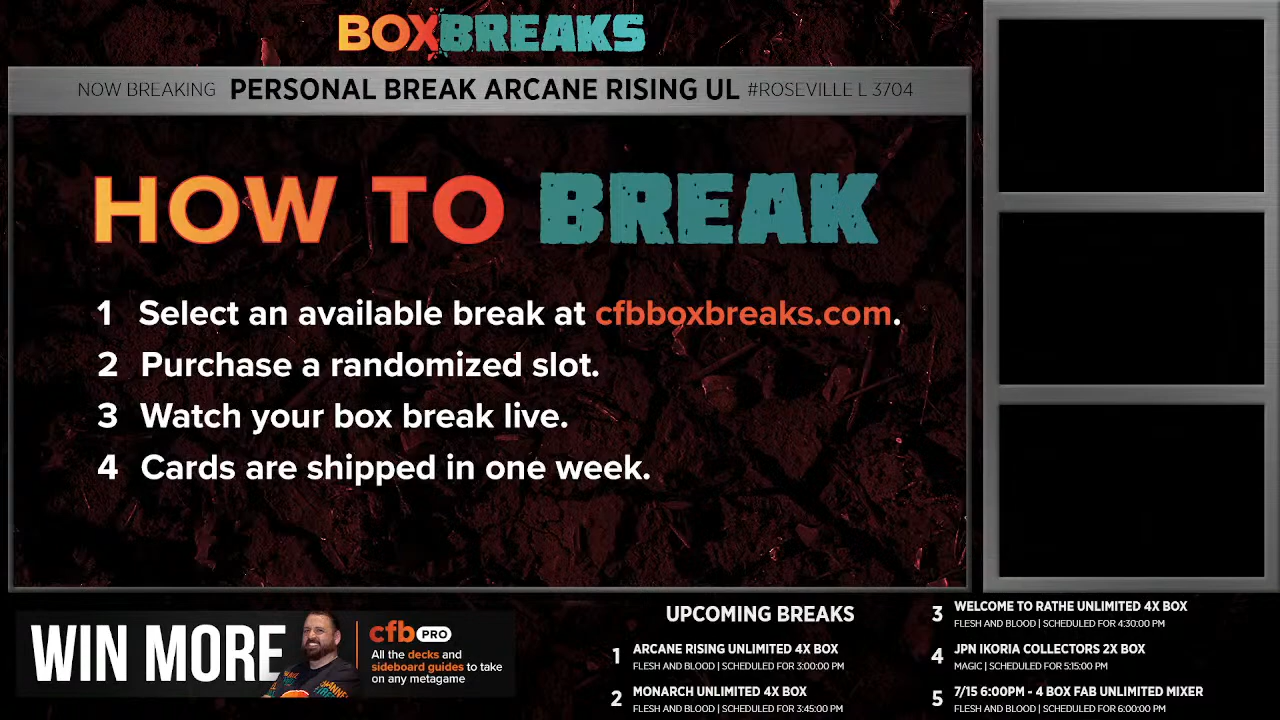 BOXBREAKS
NOW BREAKING PERSONAL BREAK ARCANE RISING UL #ROSEVILLE L 3704
HOW TO BREAK
1 Select an available break at cfbboxbreaks.com.
2 Purchase a randomized slot.
3 Watch your box break live.
4 Cards are shipped in one week.
WIN MORE
cfb PRO
All the decks and
sideboard guides to take
on any metagame
UPCOMING BREAKS
1 ARCANE RISING UNLIMITED 4X BOX
FLESH AND BLOOD | SCHEDULED FOR 3:00:00 PM
2 MONARCH UNLIMITED 4X BOX
FLESH AND BLOOD | SCHEDULED FOR 3:45:00 PM
3 WELCOME TO RATHE UNLIMITED 4X BOX
FLESH AND BLOOD | SCHEDULED FOR 4:30:00 PM
4 JPN IKORIA COLLECTORS 2X BOX
MAGIC | SCHEDULED FOR 5:15:00 PM
5 7/15 6:00PM - 4 BOX FAB UNLIMITED MIXER
FLESH AND BLOOD | SCHEDULED FOR 6:00:00 PM